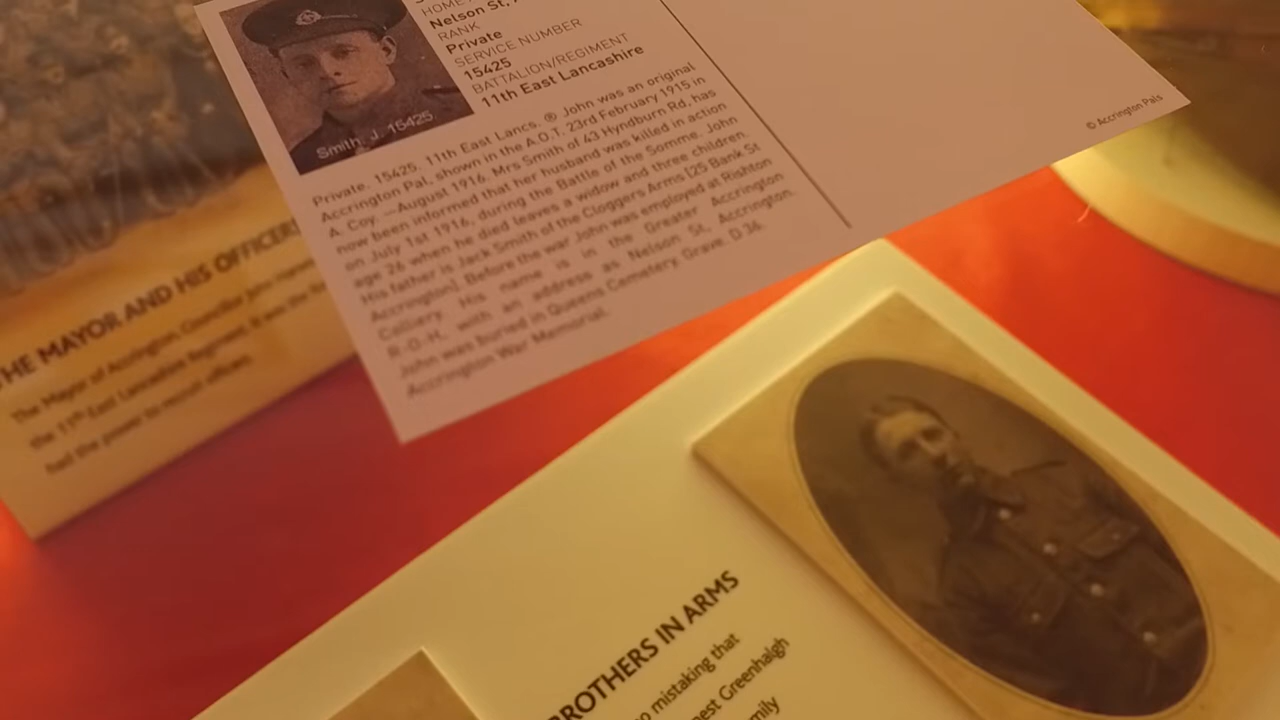 HOME
Nelson St,
RANK
Private
SERVICE NUMBER
15425
BATTALION/REGIMENT
11th East Lancashire
Smith, J. 15425
Private. 15425. 11th East Lancs. ® John was an original
Accrington Pal, shown in the A.O.T. 23rd February 1915 in
A. Coy. —August 1916. Mrs Smith of 43 Hyndburn Rd, has
now been informed that her husband was killed in action
on July 1st 1916, during the Battle of the Somme. John
age 26 when he died leaves a widow and three children.
His father is Jack Smith of the Cloggers Arms [25 Bank St
Accrington]. Before the war John was employed at Rishton
Colliery. His name is in the Greater Accrington
R.O.H. with an address as Nelson St, Accrington.
John was buried in Queens Cemetery. Grave. D.36.
Accrington War Memorial.
© Accrington Pals
THE MAYOR AND HIS OFFICERS
The Mayor of Accrington, Councillor John
the 11th East Lancashire Regiment. It was the
had the power to recruit officers.
BROTHERS IN ARMS
no mistaking that
Greenhalgh